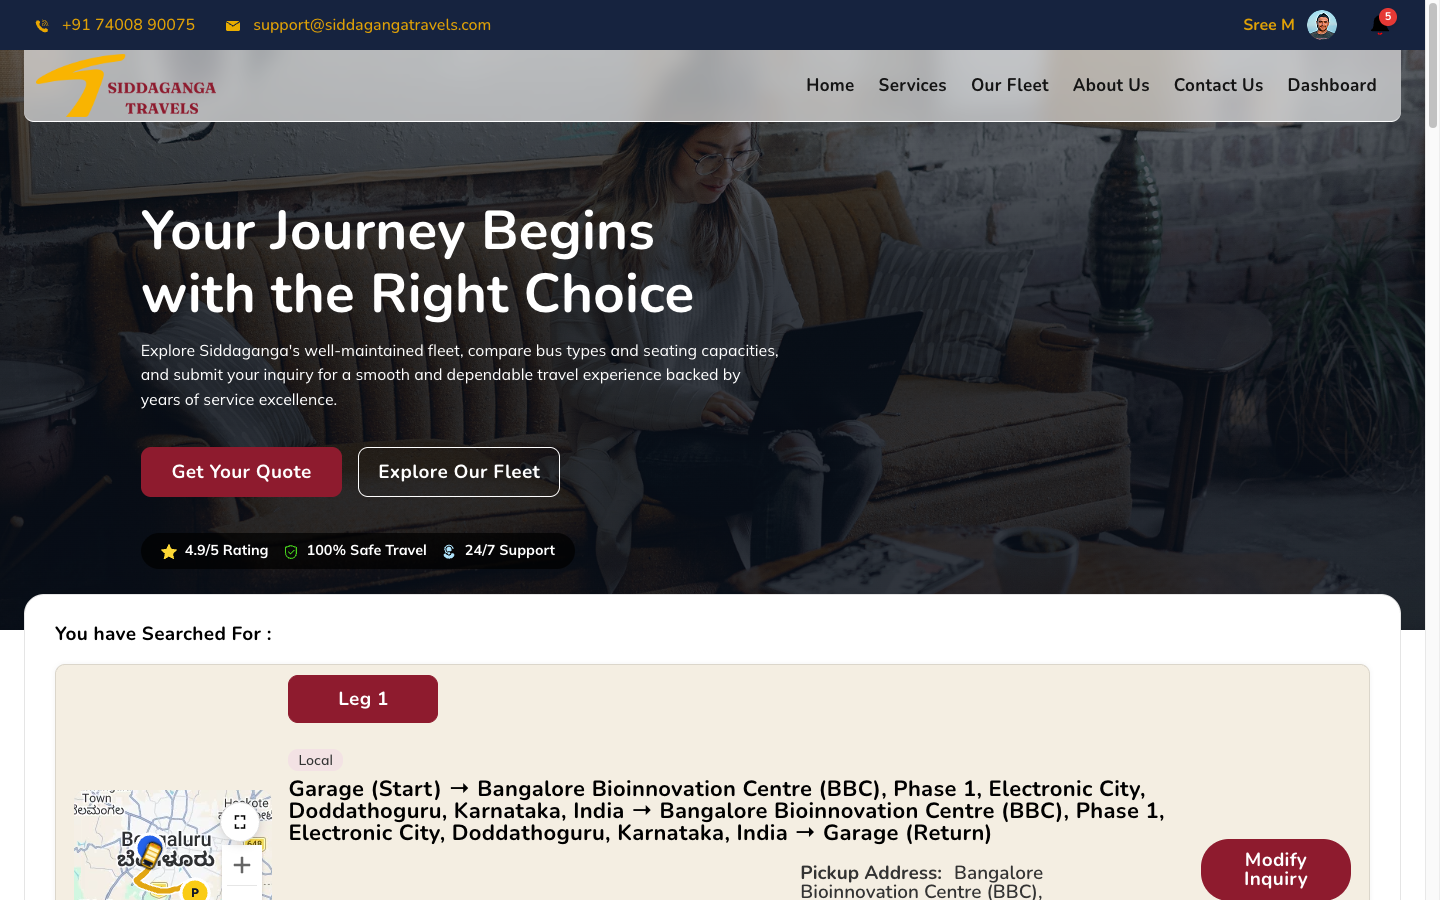 +91 74008 90075
support@siddagangatravels.com
Sree M
5
SIDDAGANGA
TRAVELS
Home
Services
Our Fleet
About Us
Contact Us
Dashboard
Your Journey Begins
with the Right Choice
Explore Siddaganga's well-maintained fleet, compare bus types and seating capacities,
and submit your inquiry for a smooth and dependable travel experience backed by
years of service excellence.
Get Your Quote
Explore Our Fleet
4.9/5 Rating
100% Safe Travel
24/7 Support
You have Searched For :
Leg 1
Local
Garage (Start) → Bangalore Bioinnovation Centre (BBC), Phase 1, Electronic City,
Doddathoguru, Karnataka, India → Bangalore Bioinnovation Centre (BBC), Phase 1,
Electronic City, Doddathoguru, Karnataka, India → Garage (Return)
Pickup Address: Bangalore
Bioinnovation Centre (BBC),
Modify
Inquiry
Town
648
P